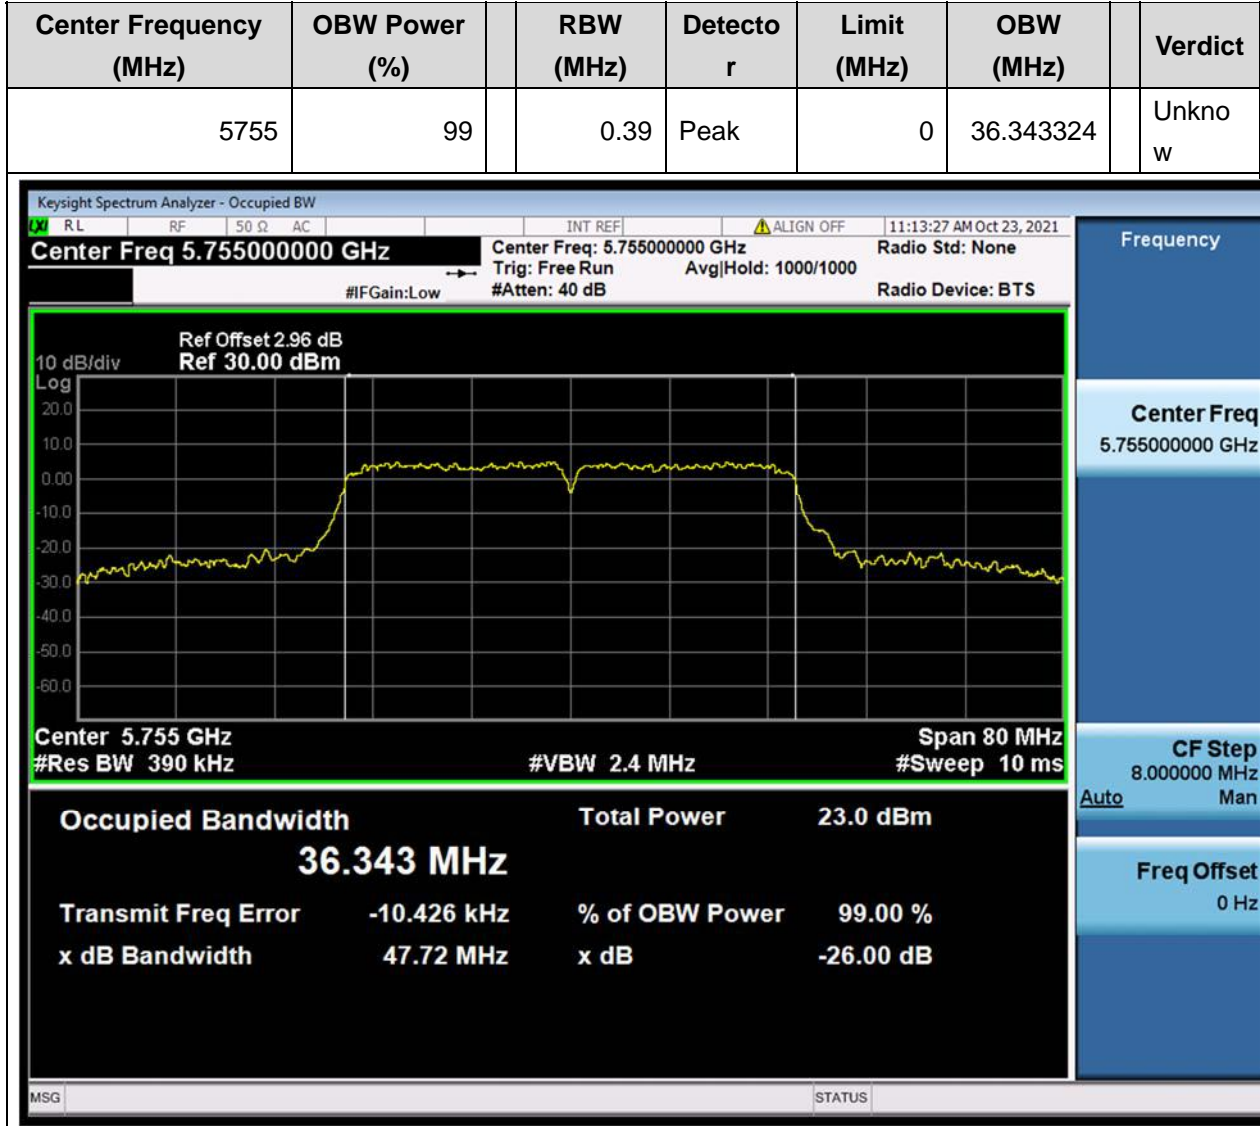 Center Frequency (MHz) OBW Power (%) RBW (MHz) Detecto r Limit (MHz) OBW (MHz) Verdict
5755 99 0.39 Peak 0 36.343324 Unkno w
Keysight Spectrum Analyzer - Occupied BW
LXI RL RF 50 Ω AC INT REF ALIGN OFF 11:13:27 AM Oct 23, 2021
Center Freq 5.755000000 GHz
Center Freq: 5.755000000 GHz Radio Std: None
Trig: Free Run Avg|Hold: 1000/1000
#IFGain:Low #Atten: 40 dB Radio Device: BTS
Frequency
Ref Offset 2.96 dB
10 dB/div Ref 30.00 dBm
Log
20.0
10.0
0.00
-10.0
-20.0
-30.0
-40.0
-50.0
-60.0
Center 5.755 GHz Span 80 MHz
#Res BW 390 kHz #VBW 2.4 MHz #Sweep 10 ms
Center Freq
5.755000000 GHz
CF Step
8.000000 MHz
Auto Man
Freq Offset
0 Hz
Occupied Bandwidth Total Power 23.0 dBm
36.343 MHz
Transmit Freq Error -10.426 kHz % of OBW Power 99.00 %
x dB Bandwidth 47.72 MHz x dB -26.00 dB
MSG STATUS